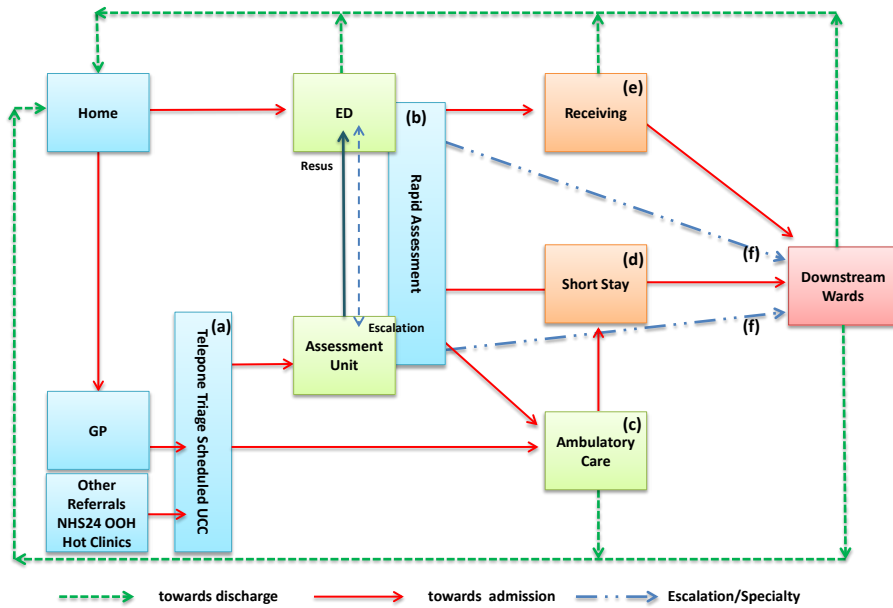 Home
ED
(b)
(e)
Receiving
Resus
Rapid Assessment
(f)
(d)
Short Stay
Downstream
Wards
(a)
Telepone Triage Scheduled UCC
Escalation
Assessment
Unit
(f)
GP
(c)
Ambulatory
Care
Other
Referrals
NHS24 OOH
Hot Clinics
towards discharge
towards admission
Escalation/Specialty